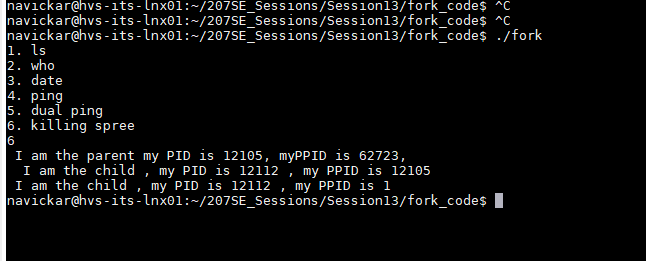 navickar@hvs-its-lnx01:~/207SE_Sessions/Session13/fork_code$ ^C
navickar@hvs-its-lnx01:~/207SE_Sessions/Session13/fork_code$ ^C
navickar@hvs-its-lnx01:~/207SE_Sessions/Session13/fork_code$ ./fork
1. ls
2. who
3. date
4. ping
5. dual ping
6. killing spree
6
 I am the parent my PID is 12105, myPPID is 62723,
  I am the child , my PID is 12112 , my PPID is 12105
 I am the child , my PID is 12112 , my PPID is 1
navickar@hvs-its-lnx01:~/207SE_Sessions/Session13/fork_code$